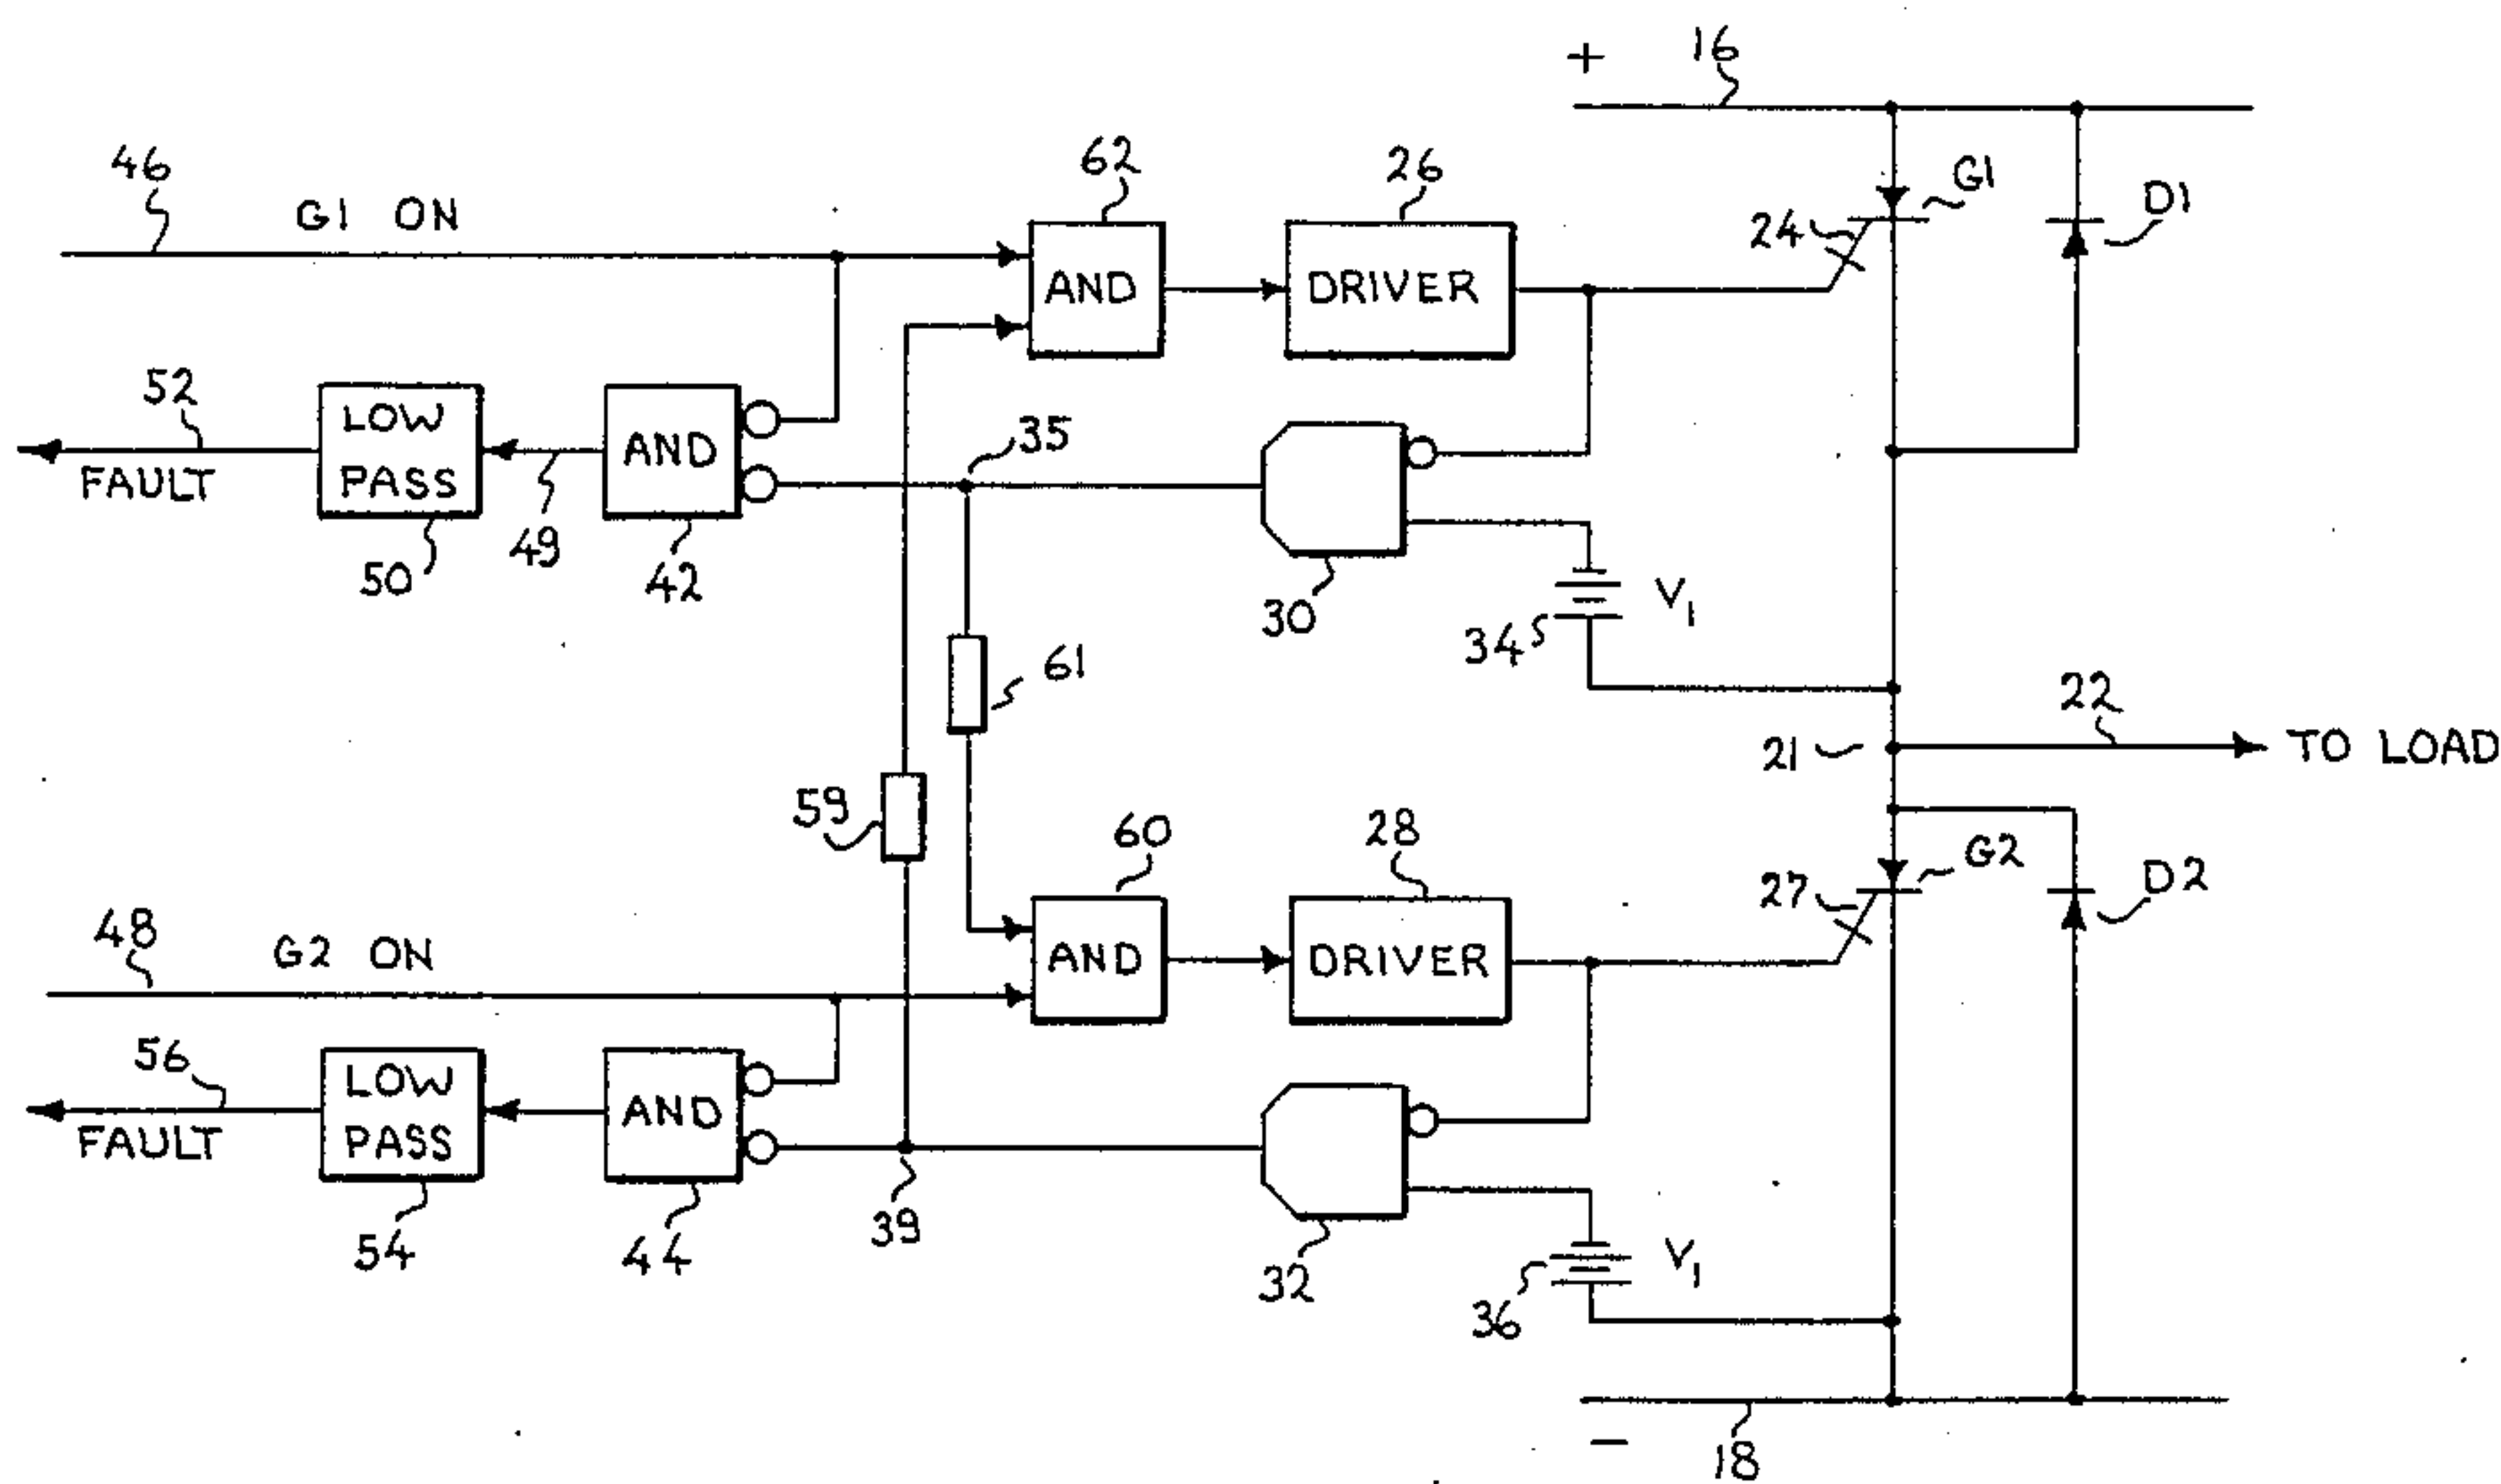 + 16
46 G1 ON 62 26 G1 D1
24
AND DRIVER
52 LOW PASS AND 35
FAULT
50 49 42 30 34 V1
61
22
21 TO LOAD
59 60 28 G2 D2
27
48 G2 ON AND DRIVER
56 LOW PASS AND
FAULT
54 44 39 32 36 V1
− 18